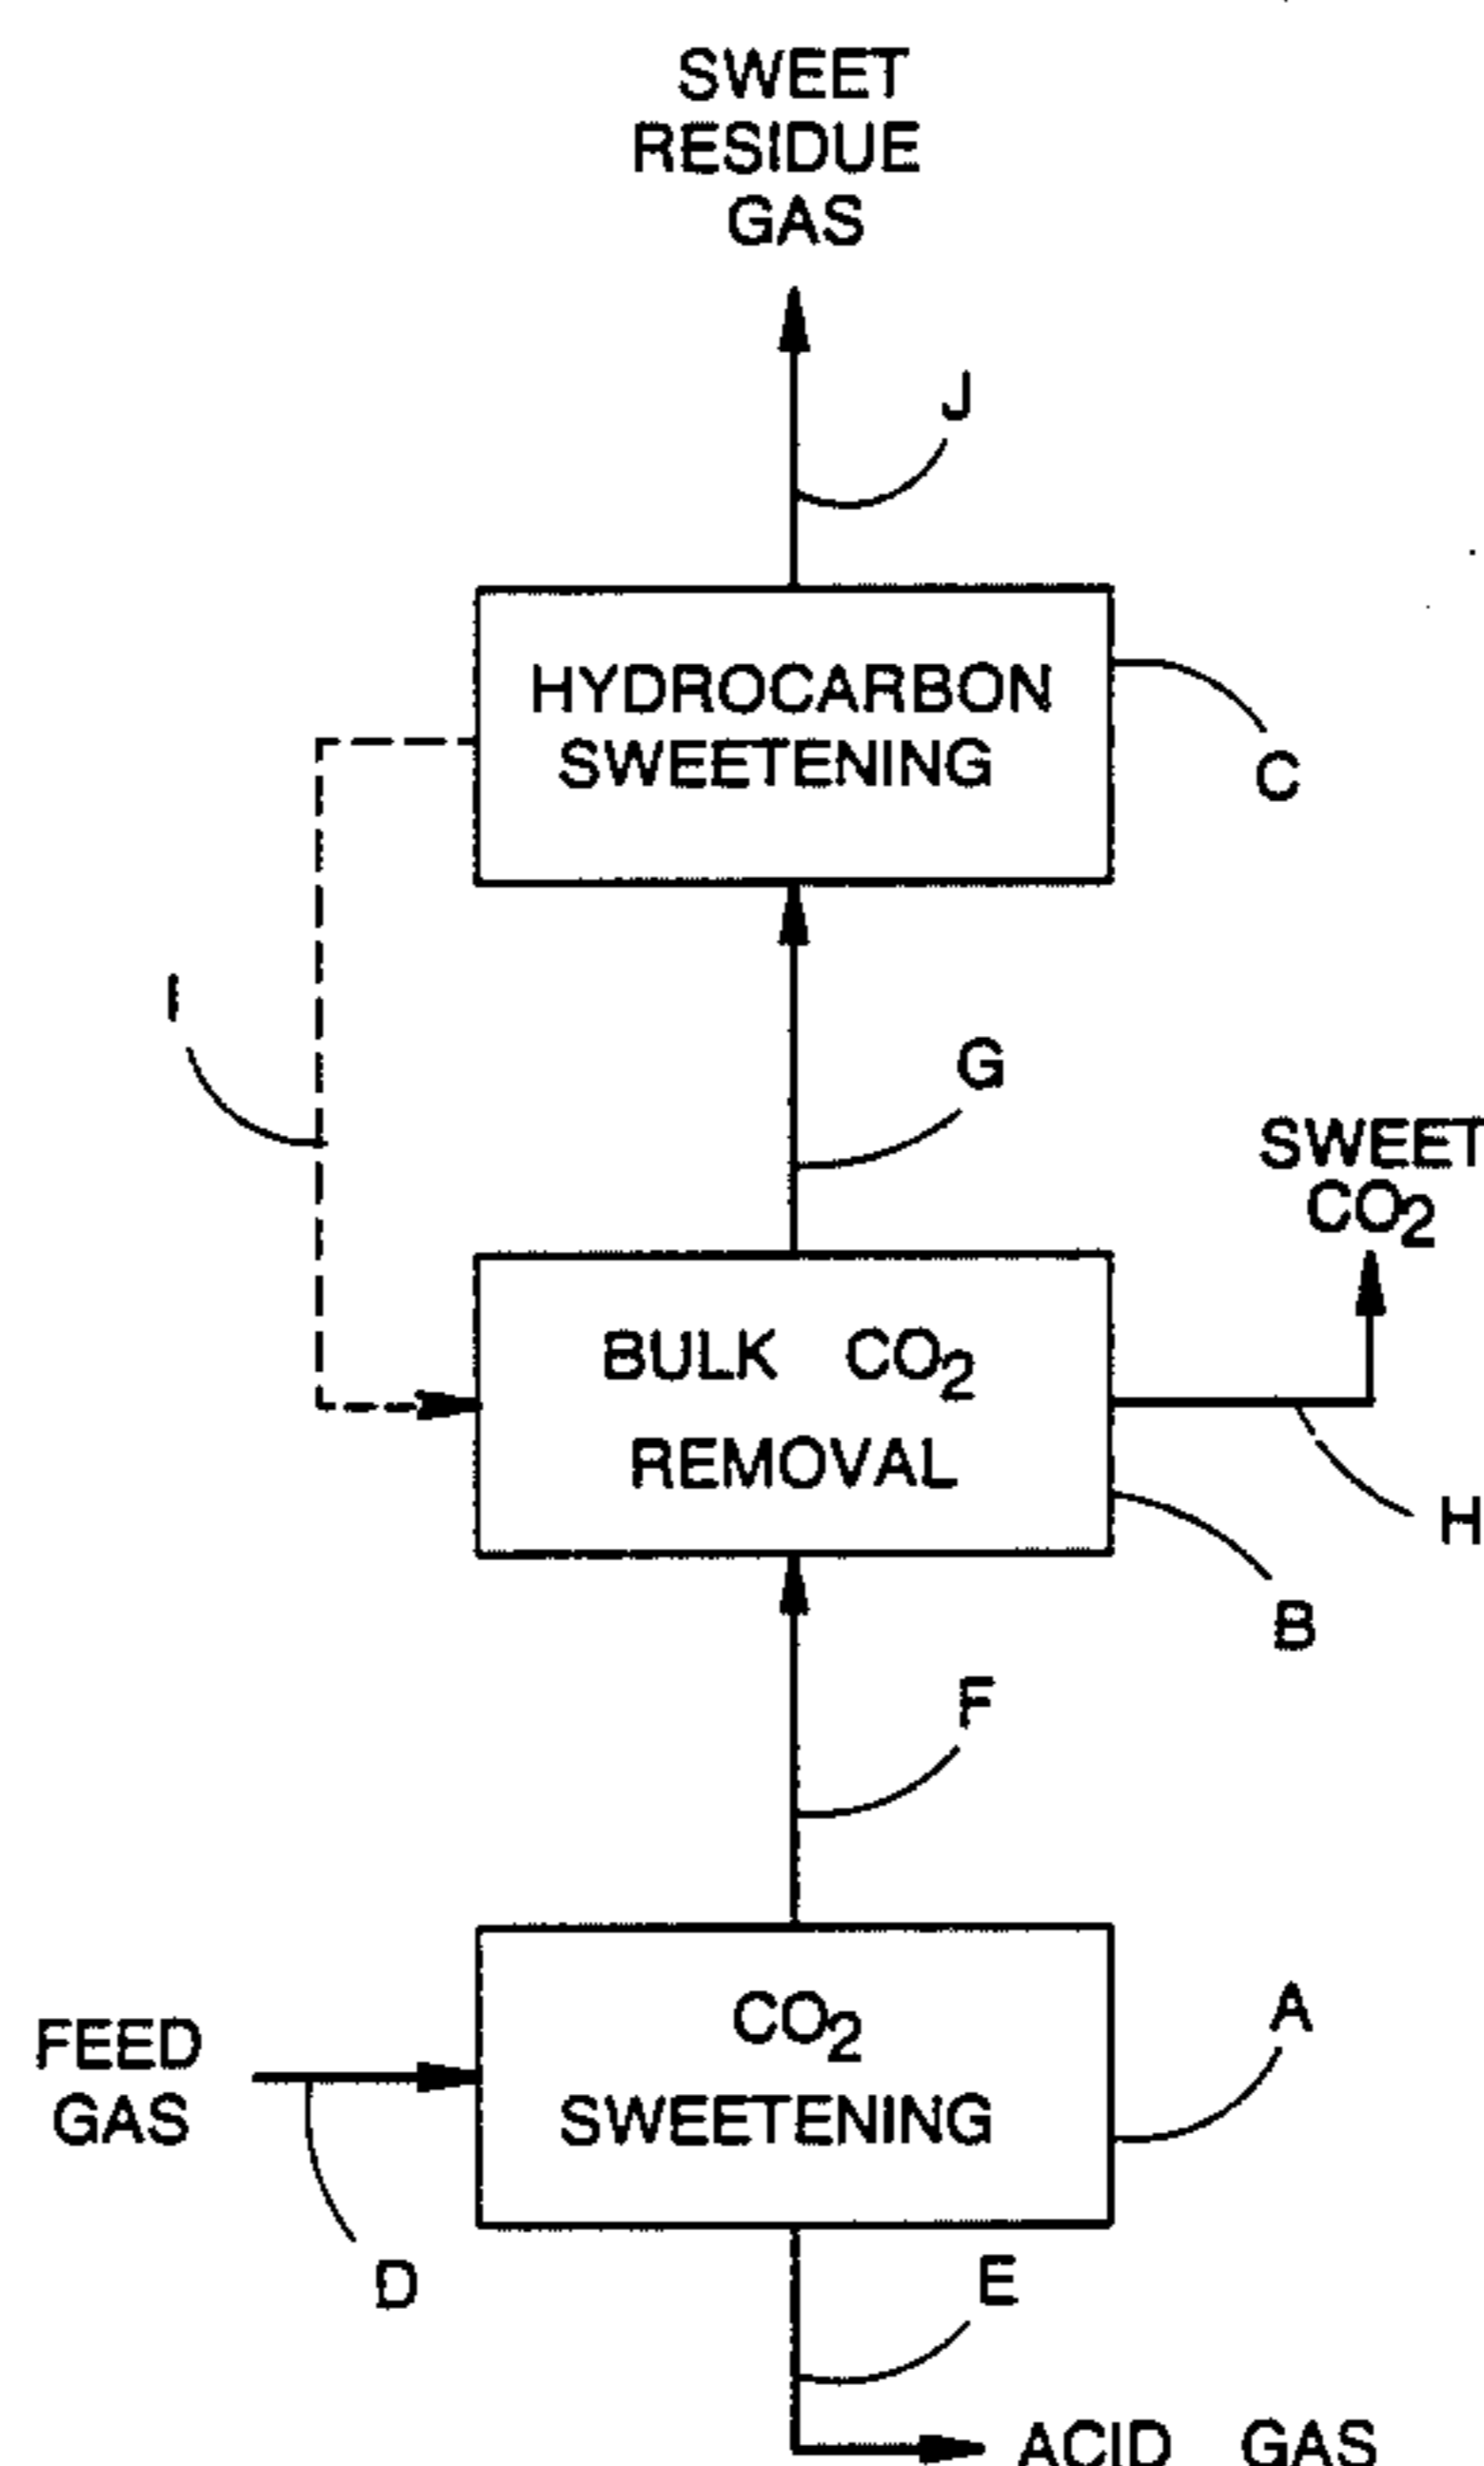 SWEET
RESIDUE
GAS
J
HYDROCARBON
SWEETENING
C
I
G
SWEET
CO2
BULK CO2
REMOVAL
H
B
F
CO2
SWEETENING
A
FEED
GAS
D
E
ACID GAS